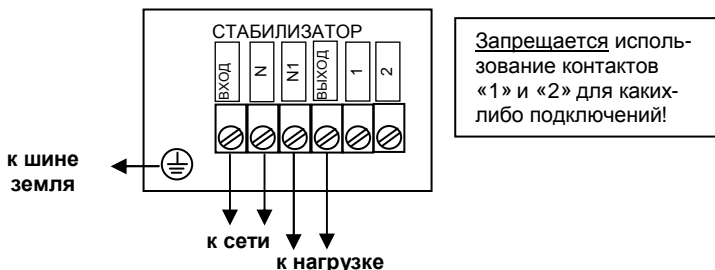 СТАБИЛИЗАТОР
ВХОД
N
N1
ВЫХОД
1
2
к шине
земля
к сети
к нагрузке
Запрещается исполь-
зование контактов
«1» и «2» для каких-
либо подключений!